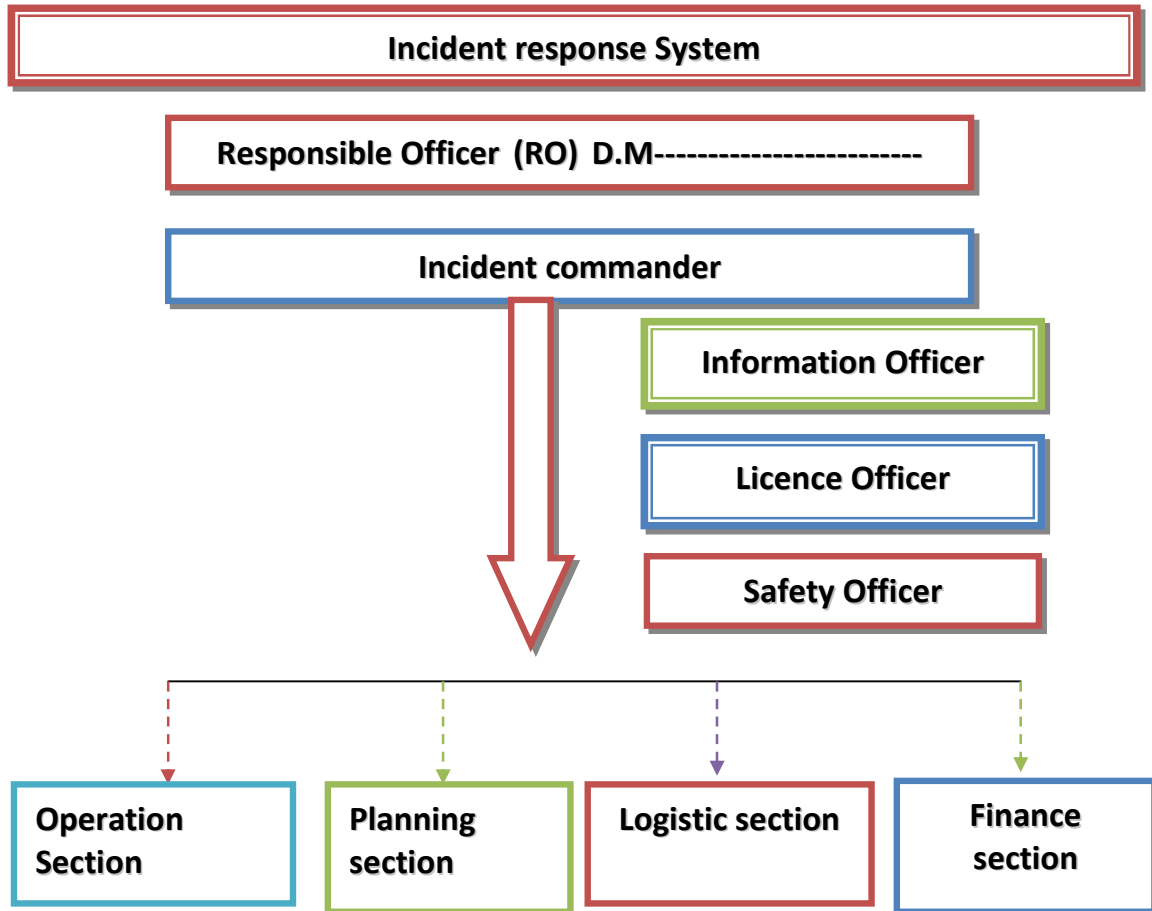 Incident response System
Responsible Officer (RO) D.M-------------------------
Incident commander
Information Officer
Licence Officer
Safety Officer
Operation
Section
Planning
section
Logistic section
Finance
section